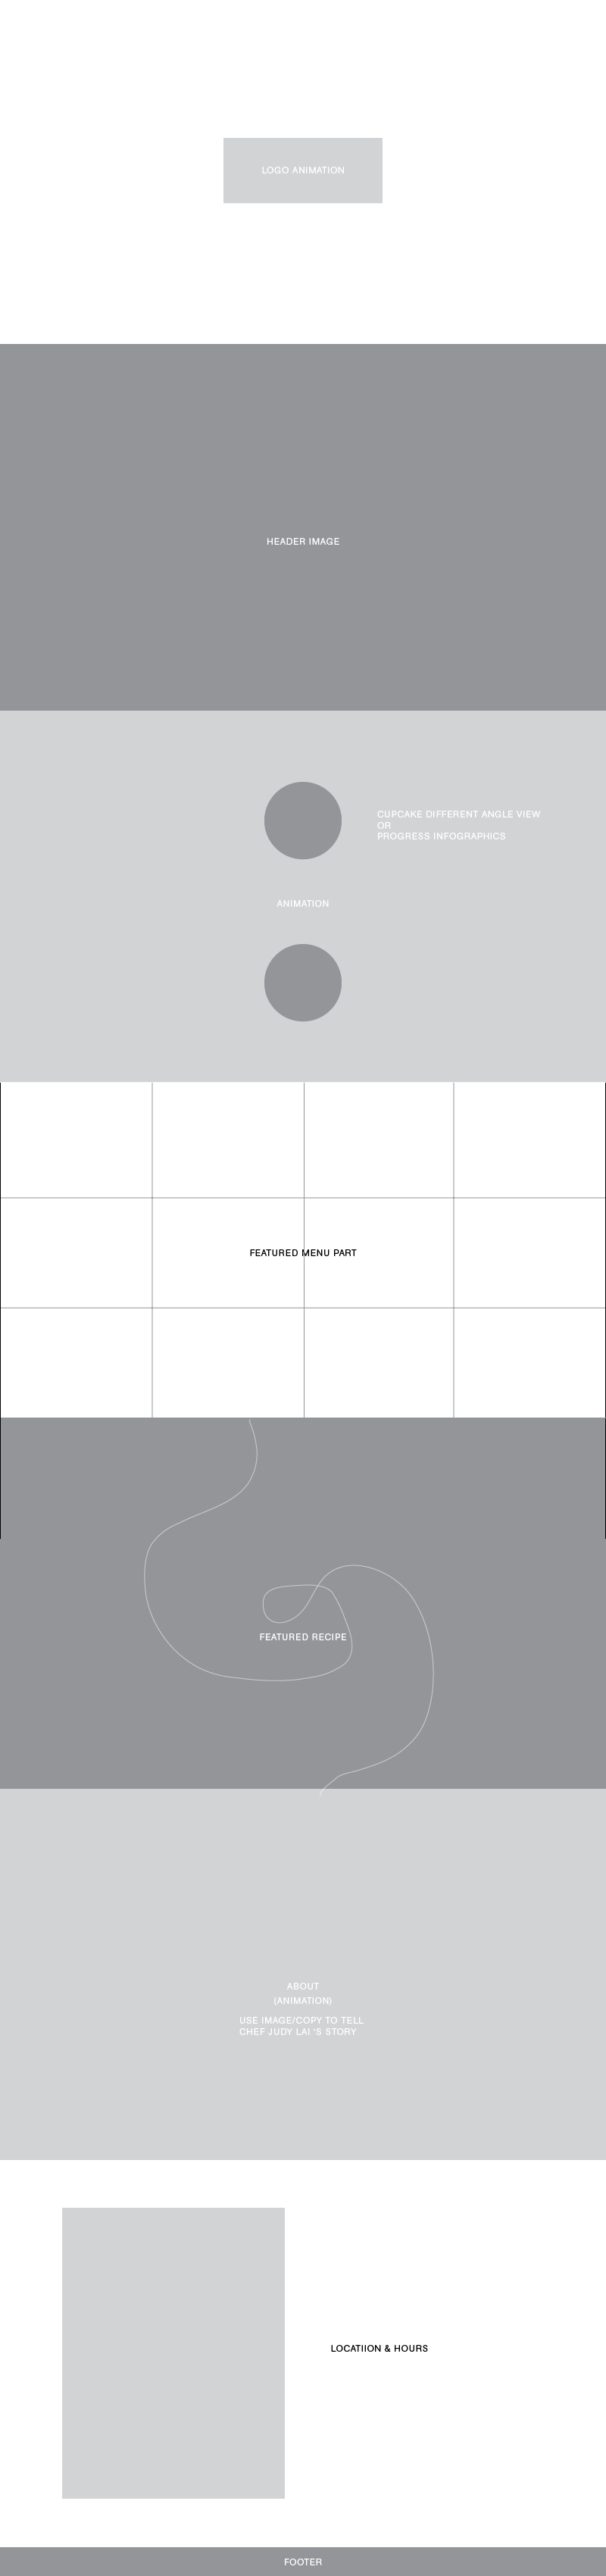 LOGO ANIMATION
HEADER IMAGE
CUPCAKE DIFFERENT ANGLE VIEW
OR
PROGRESS INFOGRAPHICS
ANIMATION
FEATURED MENU PART
FEATURED RECIPE
ABOUT
(ANIMATION)
USE IMAGE/COPY TO TELL
CHEF JUDY LAI 'S STORY
LOCATIION & HOURS
FOOTER